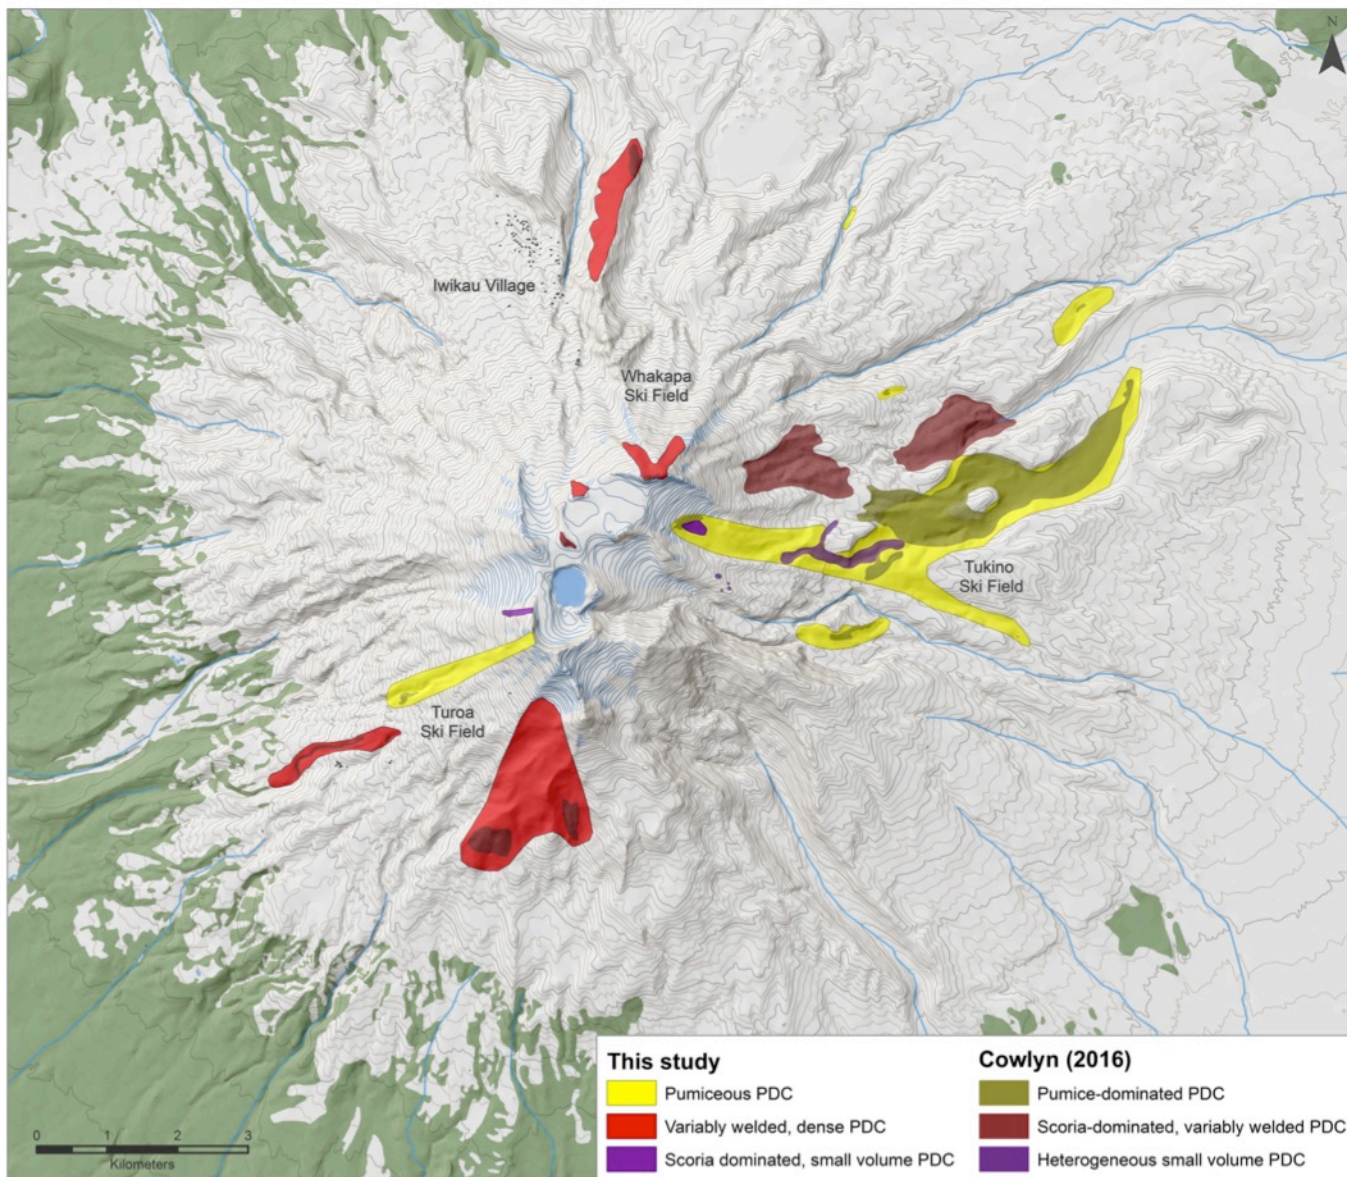 N
Iwikau Village
Whakapa
Ski Field
Tukino
Ski Field
Turoa
Ski Field
0 1 2 3
Kilometers
This study
Pumiceous PDC
Variably welded, dense PDC
Scoria dominated, small volume PDC
Cowlyn (2016)
Pumice-dominated PDC
Scoria-dominated, variably welded PDC
Heterogeneous small volume PDC